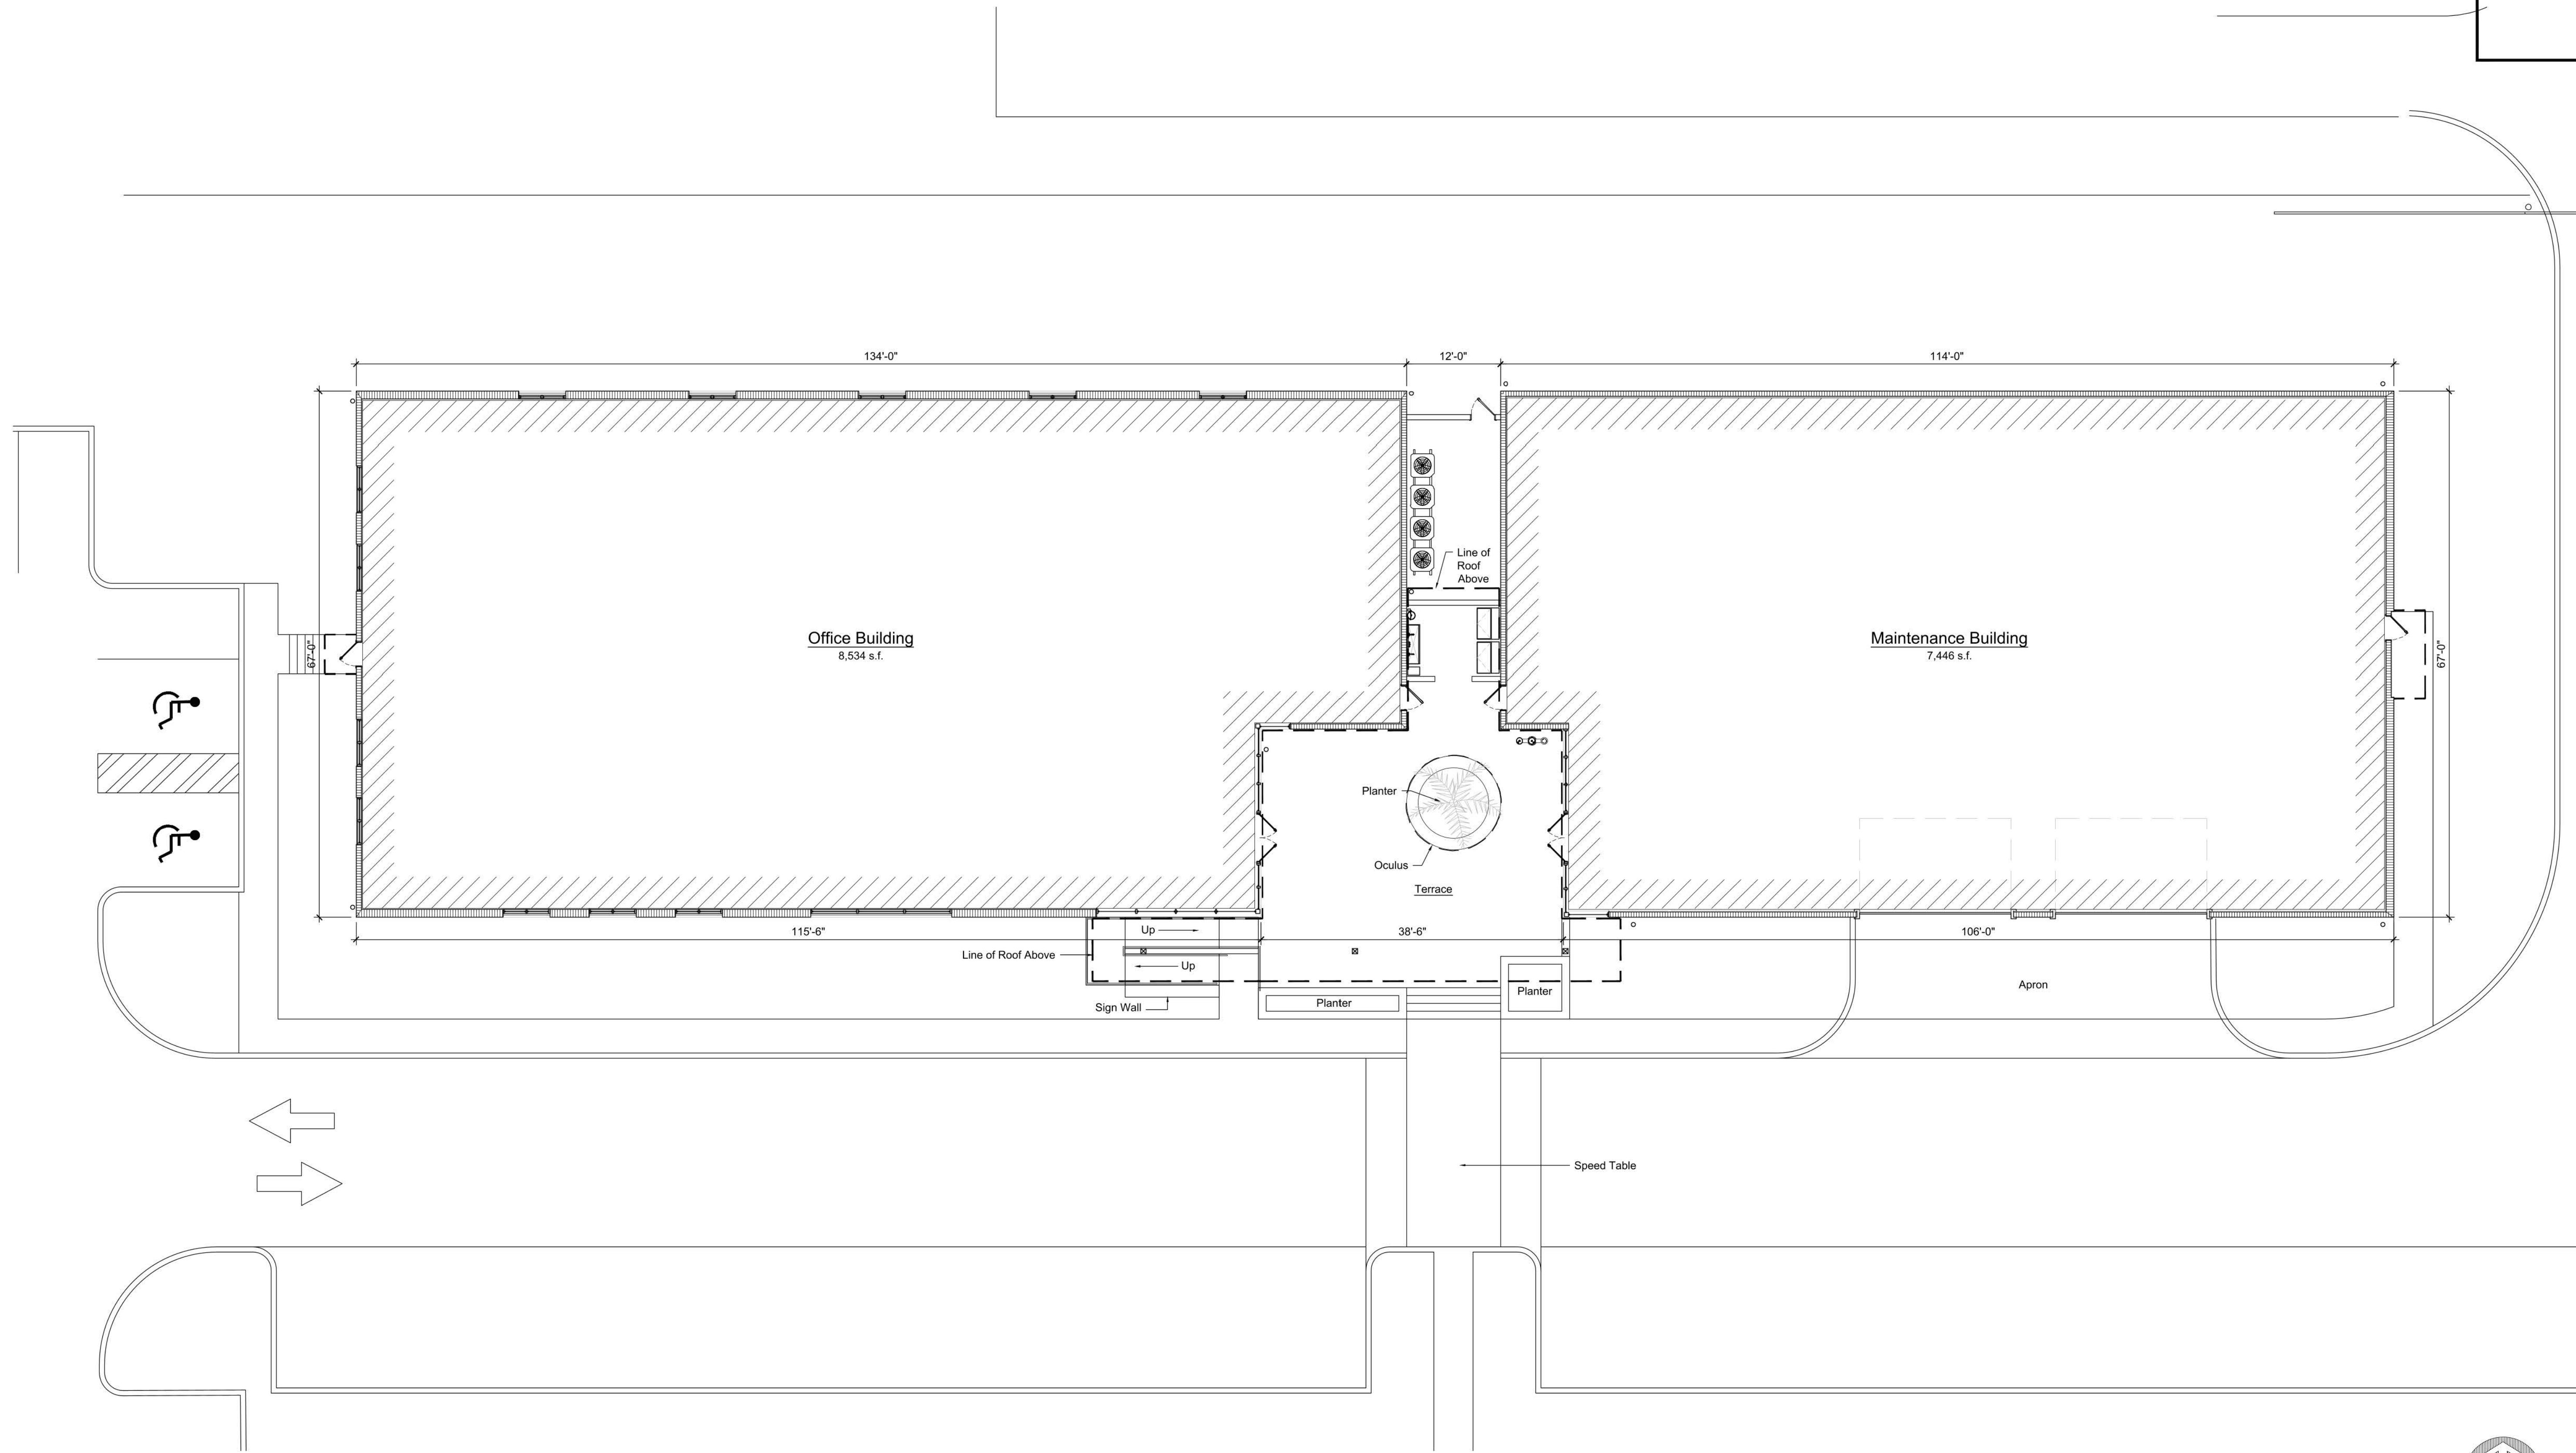 134'-0"
12'-0"
114'-0"
Line of
Roof
Above
Office Building
8,534 s.f.
Maintenance Building
7,446 s.f.
67'-0"
67'-0"
Planter
Oculus
Terrace
115'-6"
Up
38'-6"
106'-0"
Line of Roof Above
Up
Apron
Planter
Planter
Sign Wall
Speed Table